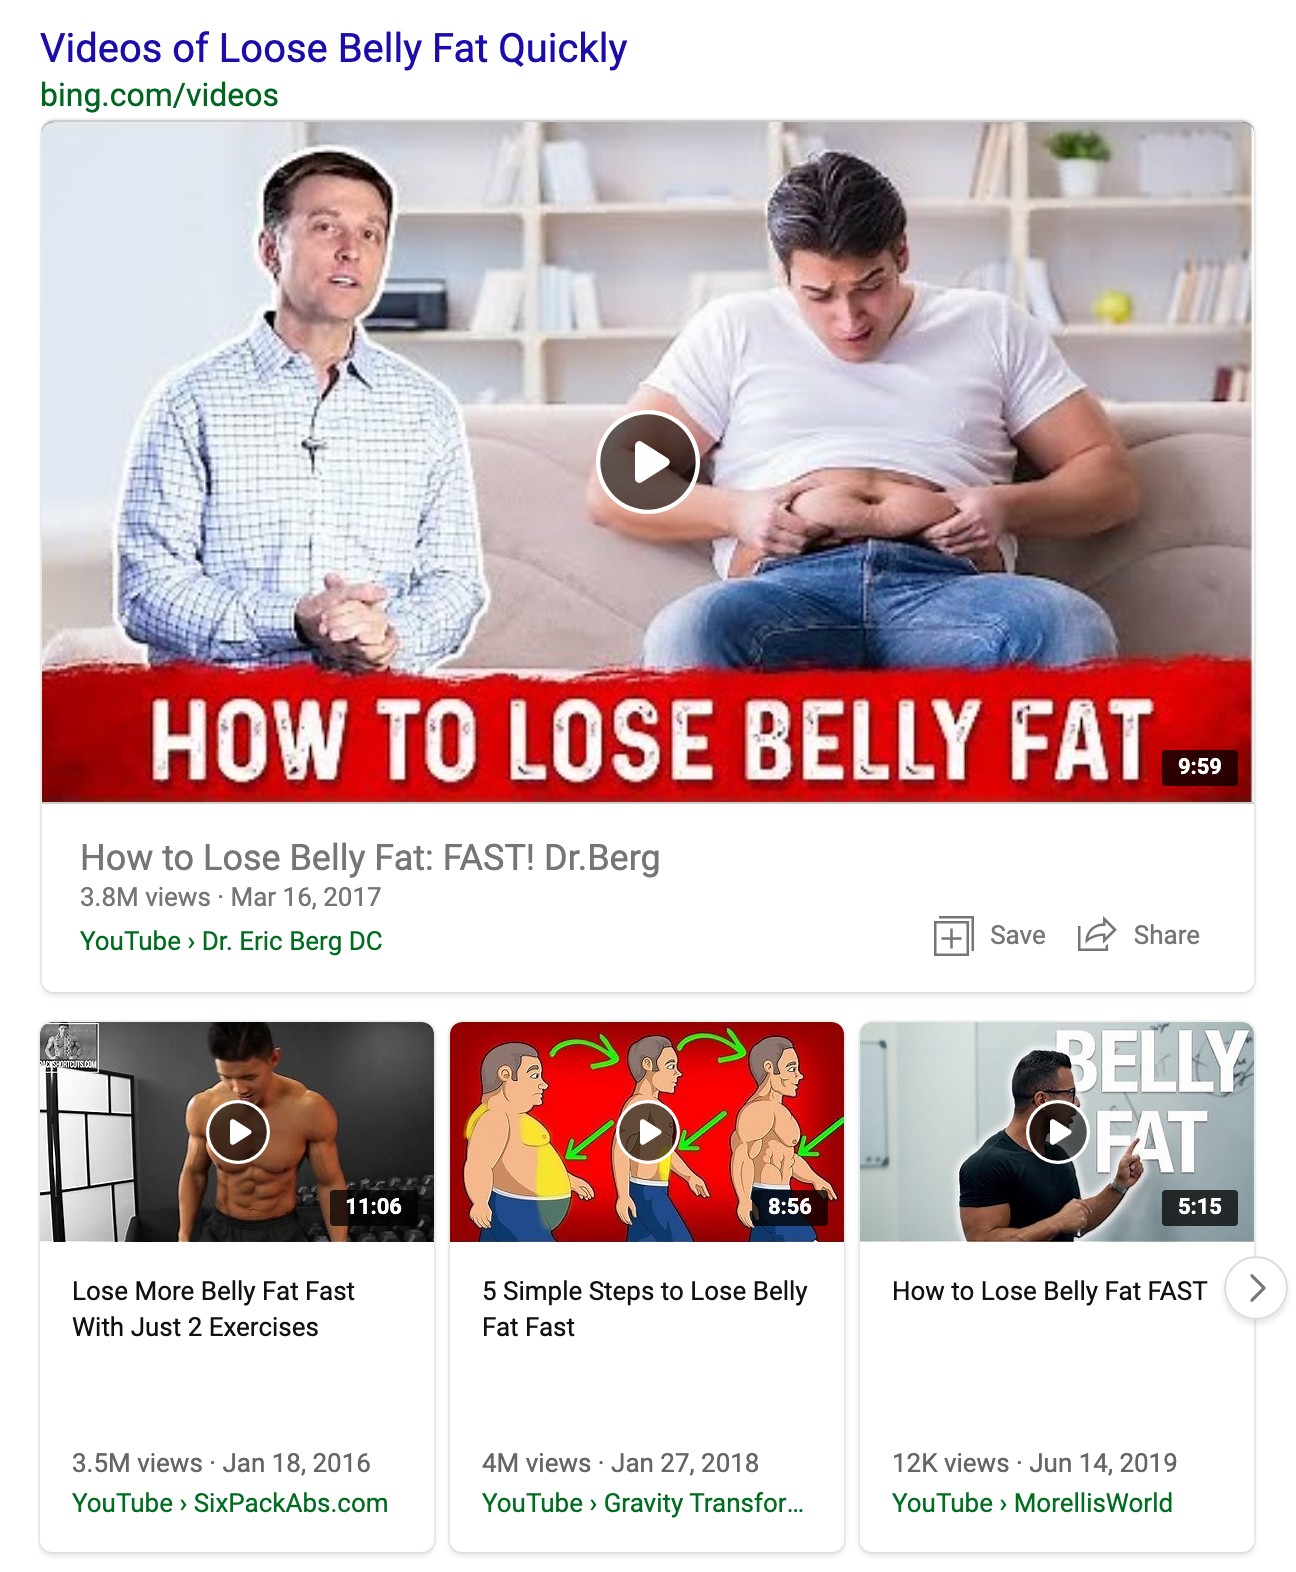 Videos of Loose Belly Fat Quickly
bing.com/videos
HOW TO LOSE BELLY FAT
9:59
How to Lose Belly Fat: FAST! Dr.Berg
3.8M views · Mar 16, 2017
YouTube › Dr. Eric Berg DC
Save
Share
11:06
Lose More Belly Fat Fast
With Just 2 Exercises
3.5M views · Jan 18, 2016
YouTube › SixPackAbs.com
8:56
5 Simple Steps to Lose Belly
Fat Fast
4M views · Jan 27, 2018
YouTube › Gravity Transfor...
BELLY
FAT
5:15
How to Lose Belly Fat FAST
12K views · Jun 14, 2019
YouTube › MorellisWorld